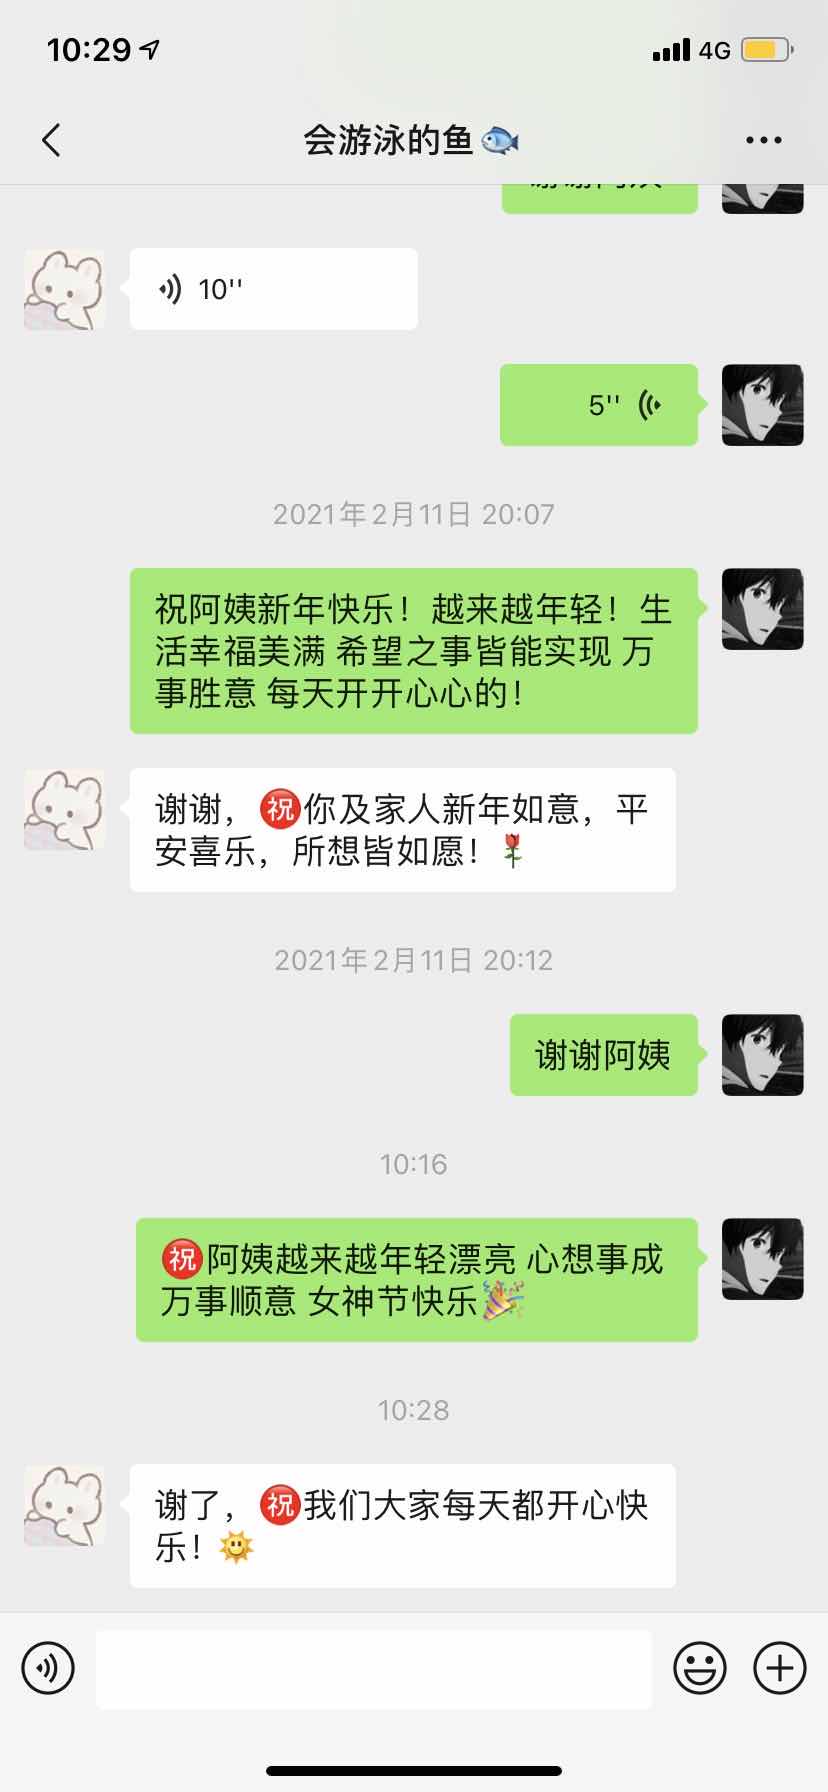 10:29
4G
会游泳的鱼🐟
10''
5''
2021年2月11日 20:07
祝阿姨新年快乐！越来越年轻！生
活幸福美满 希望之事皆能实现 万
事胜意 每天开开心心的！
谢谢，㊗️你及家人新年如意，平
安喜乐，所想皆如愿！🌹
2021年2月11日 20:12
谢谢阿姨
10:16
㊗️阿姨越来越年轻漂亮 心想事成
万事顺意 女神节快乐🎉
10:28
谢了，㊗️我们大家每天都开心快
乐！🌞